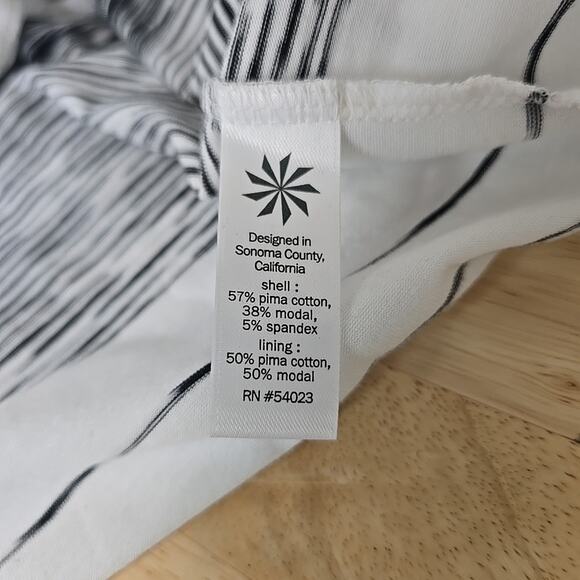 Designed in
Sonoma County,
California
shell :
57% pima cotton,
38% modal,
5% spandex
lining :
50% pima cotton,
50% modal
RN #54023